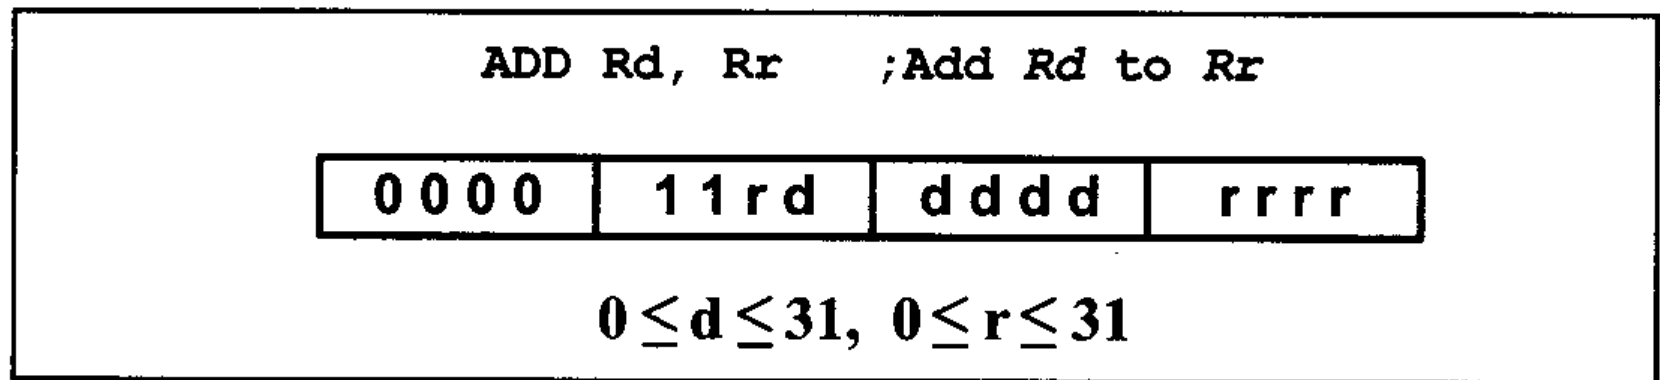 ADD Rd, Rr ;Add Rd to Rr
0000 11rd dddd rrrr
0≤d≤31, 0≤r≤31